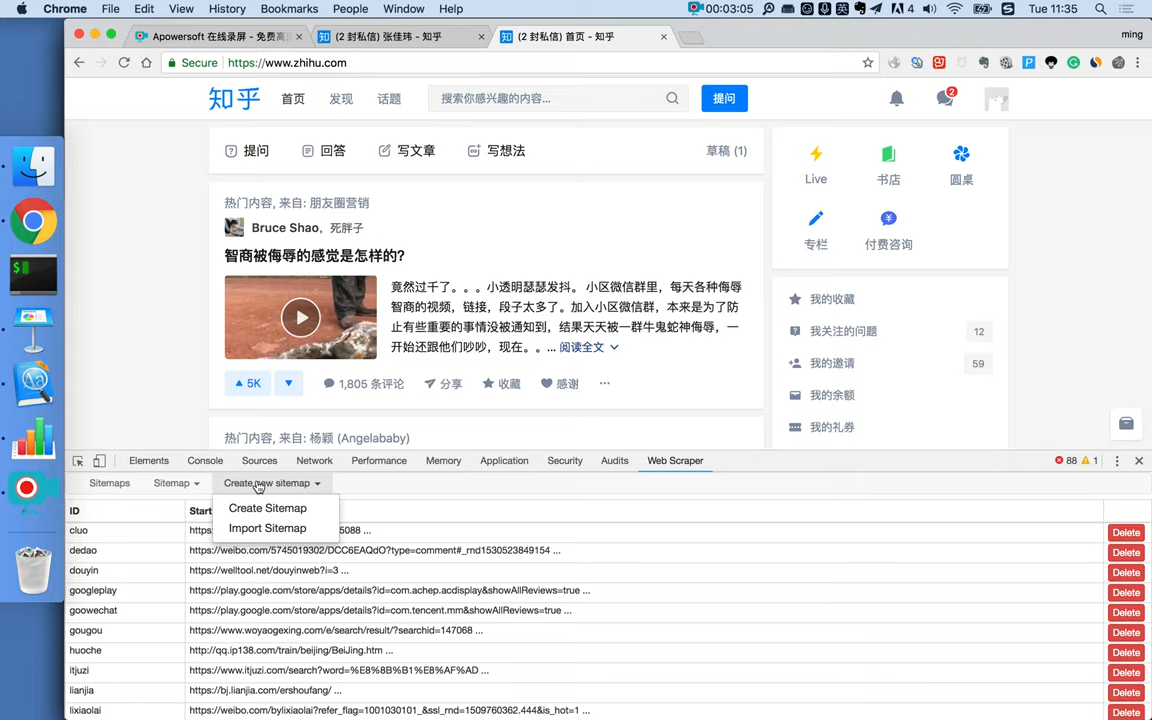 Chrome File Edit View History Bookmarks People Window Help 00:03:05 4 Tue 11:35
Apowersoft 在线录屏 - 免费高清 (2 封私信) 张佳玮 - 知乎 (2 封私信) 首页 - 知乎 ming
Secure https://www.zhihu.com
知乎 首页 发现 话题 搜索你感兴趣的内容... 提问 2
提问 回答 写文章 写想法 草稿 (1)
Live 书店 圆桌
专栏 付费咨询
热门内容, 来自: 朋友圈营销
Bruce Shao，死胖子
智商被侮辱的感觉是怎样的?
竟然过千了。。。小透明瑟瑟发抖。 小区微信群里，每天各种侮辱
智商的视频，链接，段子太多了。加入小区微信群，本来是为了防
止有些重要的事情没被通知到，结果天天被一群牛鬼蛇神侮辱，一
开始还跟他们吵吵，现在。。... 阅读全文
5K 1,805 条评论 分享 收藏 感谢 ...
热门内容, 来自: 杨颖 (Angelababy)
我的收藏
我关注的问题 12
我的邀请 59
我的余额
我的礼券
Elements Console Sources Network Performance Memory Application Security Audits Web Scraper 88 1
Sitemaps Sitemap Create new sitemap
Create Sitemap
Import Sitemap
ID Start
cluo https 5088 ... Delete
dedao https://weibo.com/5745019302/DCC6EAQdO?type=comment#_rnd1530523849154 ... Delete
douyin https://welltool.net/douyinweb?i=3 ... Delete
googleplay https://play.google.com/store/apps/details?id=com.achep.acdisplay&showAllReviews=true ... Delete
goowechat https://play.google.com/store/apps/details?id=com.tencent.mm&showAllReviews=true ... Delete
gougou https://www.woyaogexing.com/e/search/result/?searchid=147068 ... Delete
huoche http://qq.ip138.com/train/beijing/BeiJing.htm ... Delete
itjuzi https://www.itjuzi.com/search?word=%E8%8B%B1%E8%AF%AD ... Delete
lianjia https://bj.lianjia.com/ershoufang/ ... Delete
lixiaolai https://weibo.com/bylixiaolai?refer_flag=1001030101_&ssl_rnd=1509760362.444&is_hot=1 ... Delete